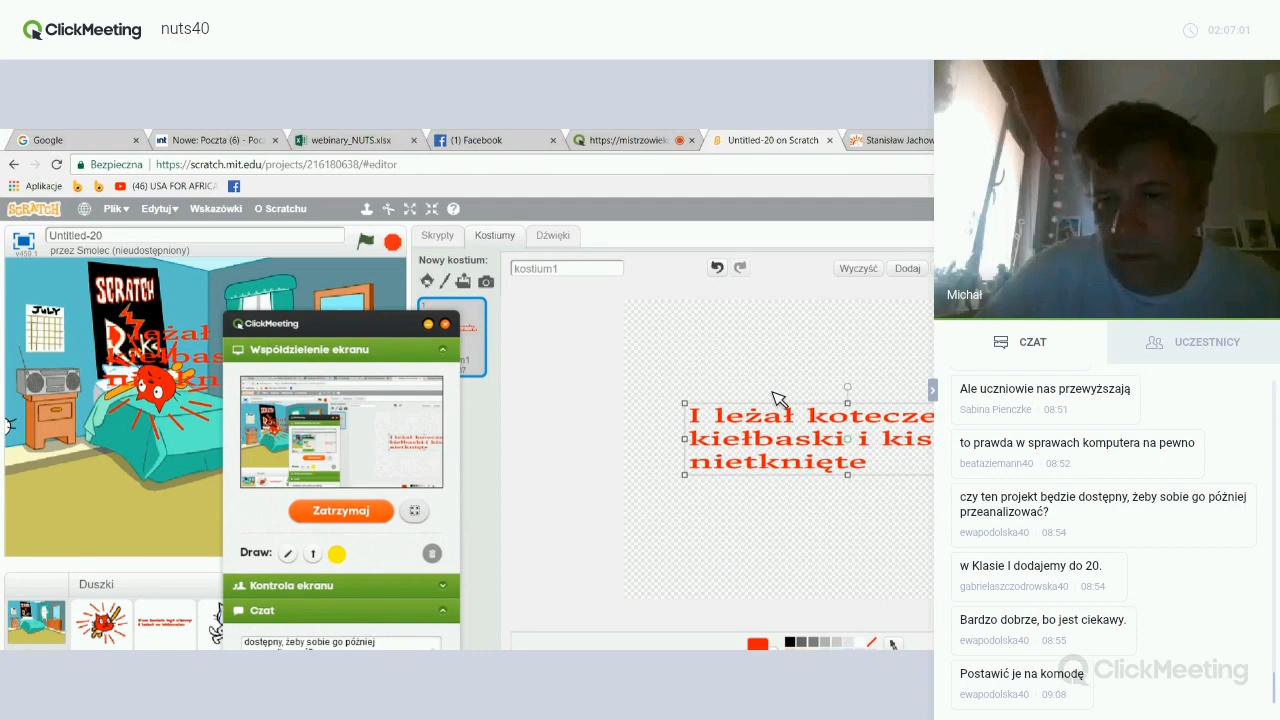 ClickMeeting
nuts40
02:07:01
Google
Nowe: Poczta (6) - Poc
webinary_NUTS.xlsx
(1) Facebook
https://mistrzowiek
Untitled-20 on Scratch
Stanisław Jachow
Bezpieczna
https://scratch.mit.edu/projects/216180638/#editor
Aplikacje
(46) USA FOR AFRICA
SCRATCH
Plik
Edytuj
Wskazówki
O Scratchu
Untitled-20
v459.1
przez Smolec (nieudostępniony)
Skrypty
Kostiumy
Dźwięki
Nowy kostium:
kostium1
Wyczyść
Dodaj
SCRATCH
JULY
I leżał
kiełbas
ClickMeeting
Współdzielenie ekranu
Zatrzymaj
Draw:
Kontrola ekranu
Czat
dostępny, żeby sobie go później
I leżał kotecze
kiełbaski i kis
nietknięte
Duszki
Michał
CZAT
UCZESTNICY
Ale uczniowie nas przewyższają
Sabina Pienczke 08:51
to prawda w sprawach komputera na pewno
beataziemann40 08:52
czy ten projekt będzie dostępny, żeby sobie go później
przeanalizować?
ewapodolska40 08:54
w Klasie I dodajemy do 20.
gabrielaszczodrowska40 08:54
Bardzo dobrze, bo jest ciekawy.
ewapodolska40 08:55
Postawić je na komodę
ewapodolska40 09:08
ClickMeeting